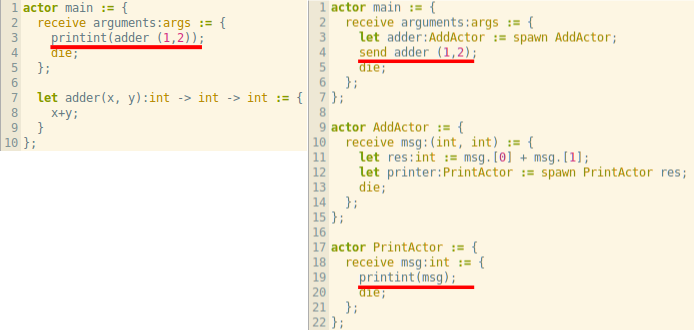 1 actor main := {
2   receive arguments:args := {
3     printint(adder (1,2));
4     die;
5   };
6
7   let adder(x, y):int -> int -> int := {
8     x+y;
9   }
10 };
1 actor main := {
2   receive arguments:args := {
3     let adder:AddActor := spawn AddActor;
4     send adder (1,2);
5     die;
6   };
7 };
8
9 actor AddActor := {
10   receive msg:(int, int) := {
11     let res:int := msg.[0] + msg.[1];
12     let printer:PrintActor := spawn PrintActor res;
13     die;
14   };
15 };
16
17 actor PrintActor := {
18   receive msg:int := {
19     printint(msg);
20     die;
21   };
22 };